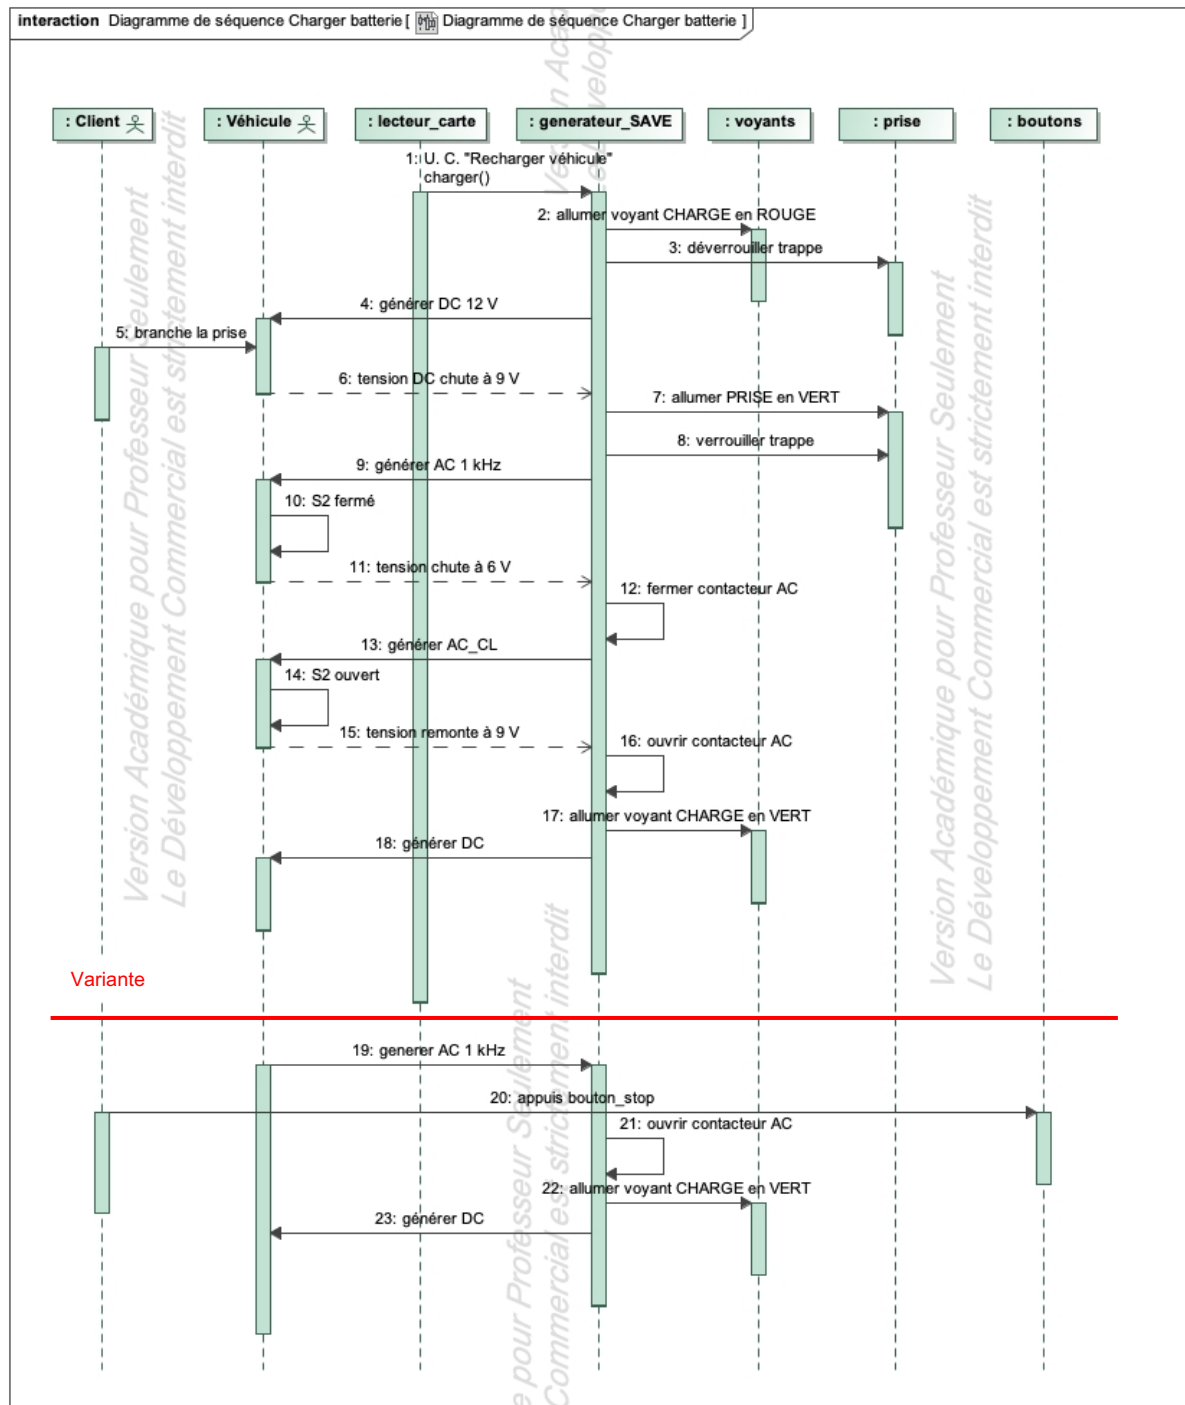 interaction Diagramme de séquence Charger batterie [ Diagramme de séquence Charger batterie ]
: Client
: Véhicule
: lecteur_carte
: generateur_SAVE
: voyants
: prise
: boutons
1: U. C. "Recharger véhicule"
charger()
2: allumer voyant CHARGE en ROUGE
3: déverrouiller trappe
4: générer DC 12 V
5: branche la prise
6: tension DC chute à 9 V
7: allumer PRISE en VERT
8: verrouiller trappe
9: générer AC 1 kHz
10: S2 fermé
11: tension chute à 6 V
12: fermer contacteur AC
13: générer AC_CL
14: S2 ouvert
15: tension remonte à 9 V
16: ouvrir contacteur AC
17: allumer voyant CHARGE en VERT
18: générer DC
Variante
19: generer AC 1 kHz
20: appuis bouton_stop
21: ouvrir contacteur AC
22: allumer voyant CHARGE en VERT
23: générer DC
Version Académique pour Professeur Seulement
Le Développement Commercial est strictement interdit
Version Académique pour Professeur Seulement
Le Développement Commercial est strictement interdit
pour Professeur Seulement
Commercial est strictement interdit